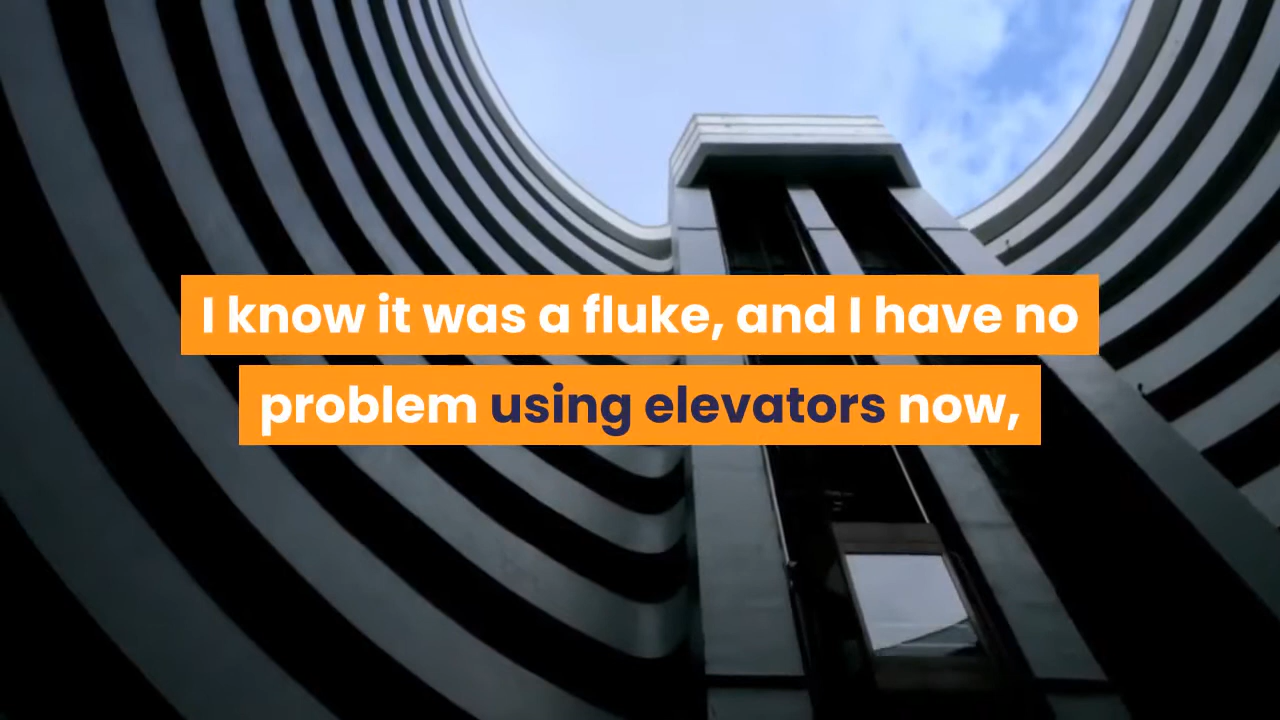 I know it was a fluke, and I have no
problem using elevators now,